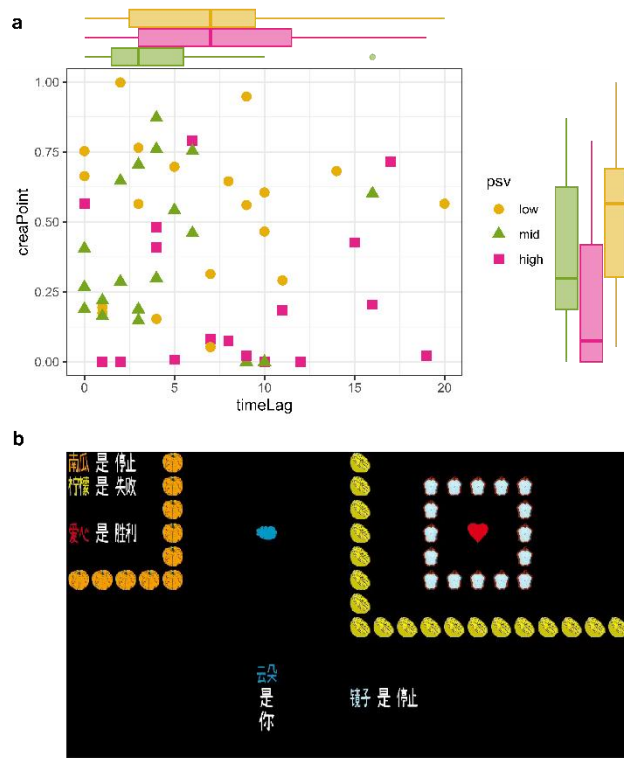 a
1.00
0.75
0.50
0.25
0.00
creaPoint
0 5 10 15 20
timeLag
psv
low
mid
high
b
南瓜 是 停止
柠檬 是 失败
爱心 是 胜利
云朵
是
你
镜子 是 停止